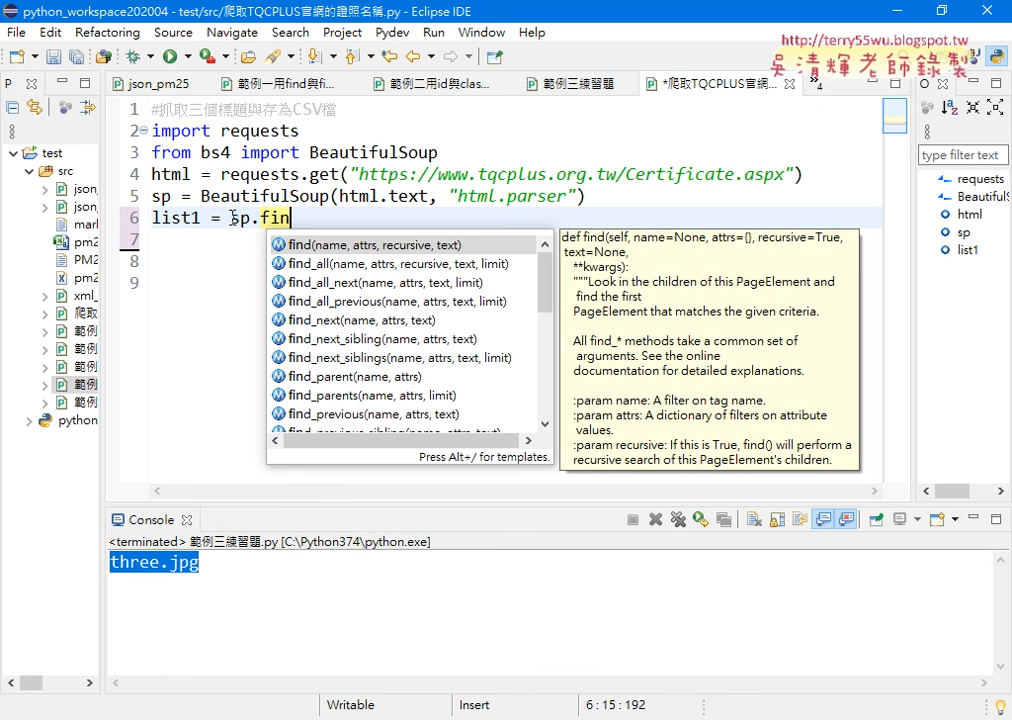 python_workspace202004 - test/src/爬取TQCPLUS官網的證照名稱.py - Eclipse IDE
File Edit Refactoring Source Navigate Search Project Pydev Run Window Help
http://terry55wu.blogspot.tw
吳清輝老師錄製
P
json_pm25
範例一用find與fi...
範例二用id與clas...
範例三練習題
*爬取TQCPLUS官網...
4
O
test
src
json_
json_
mark
pm2
PM2
pm2
xml_
爬取
範例
範例
範例
範例
範例
python
1 #抓取三個標題與存為CSV檔
2 import requests
3 from bs4 import BeautifulSoup
4 html = requests.get("https://www.tqcplus.org.tw/Certificate.aspx")
5 sp = BeautifulSoup(html.text, "html.parser")
6 list1 = sp.fin
7
8
9
find(name, attrs, recursive, text)
find_all(name, attrs, recursive, text, limit)
find_all_next(name, attrs, text, limit)
find_all_previous(name, attrs, text, limit)
find_next(name, attrs, text)
find_next_sibling(name, attrs, text)
find_next_siblings(name, attrs, text, limit)
find_parent(name, attrs)
find_parents(name, attrs, limit)
find_previous(name, attrs, text)
find_previous_sibling(name, attrs, text)
Press Alt+/ for templates.
def find(self, name=None, attrs={}, recursive=True,
text=None,
**kwargs):
"""Look in the children of this PageElement and
find the first
PageElement that matches the given criteria.
All find_* methods take a common set of
arguments. See the online
documentation for detailed explanations.
:param name: A filter on tag name.
:param attrs: A dictionary of filters on attribute
values.
:param recursive: If this is True, find() will perform a
recursive search of this PageElement's children.
type filter text
requests
BeautifulS
html
sp
list1
Console
<terminated> 範例三練習題.py [C:\Python374\python.exe]
three.jpg
Writable
Insert
6 : 15 : 192